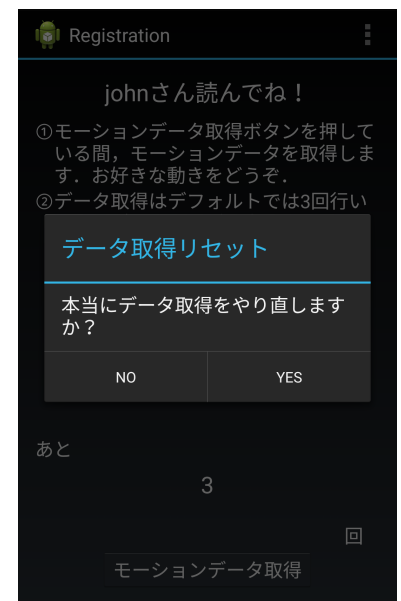 Registration
johnさん読んでね！
①モーションデータ取得ボタンを押して
いる間，モーションデータを取得しま
す．お好きな動きをどうぞ．
②データ取得はデフォルトでは3回行い
データ取得リセット
本当にデータ取得をやり直します
か？
NO YES
あと
3
回
モーションデータ取得